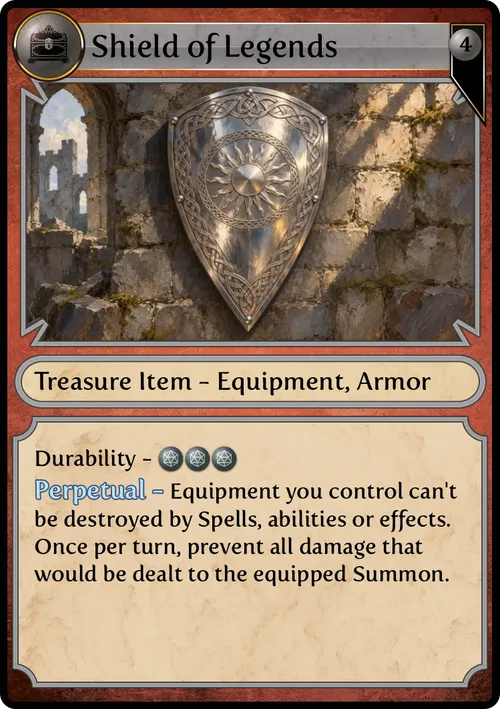 Shield of Legends
4
Treasure Item - Equipment, Armor
Durability -
Perpetual - Equipment you control can't
be destroyed by Spells, abilities or effects.
Once per turn, prevent all damage that
would be dealt to the equipped Summon.